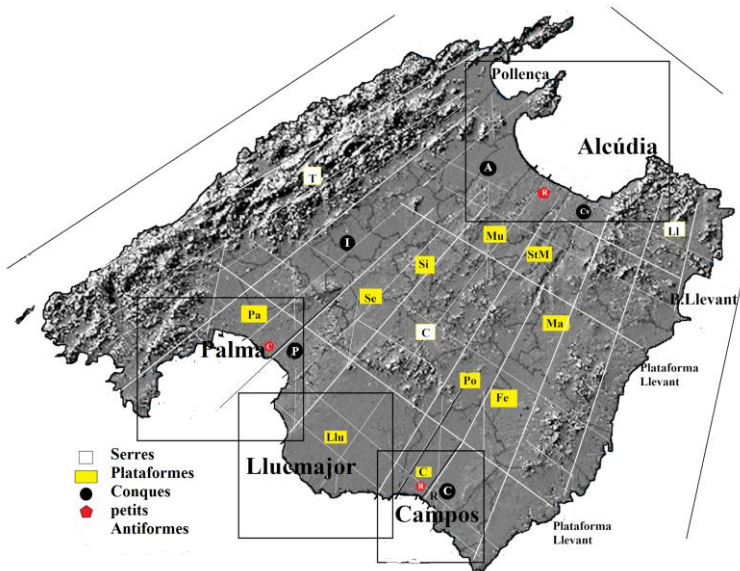 Pollença
Alcúdia
T
A
R
Cv
Ll
Mu
I
StM
Si
Se
B.Llevant
Pa
Ma
C
Palma
C
P
Plataforma
Llevant
Po
Fe
Llu
Llucmajor
C
R
R
C
Campos
Plataforma
Llevant
Serres
Plataformes
Conques
petits
Antiformes